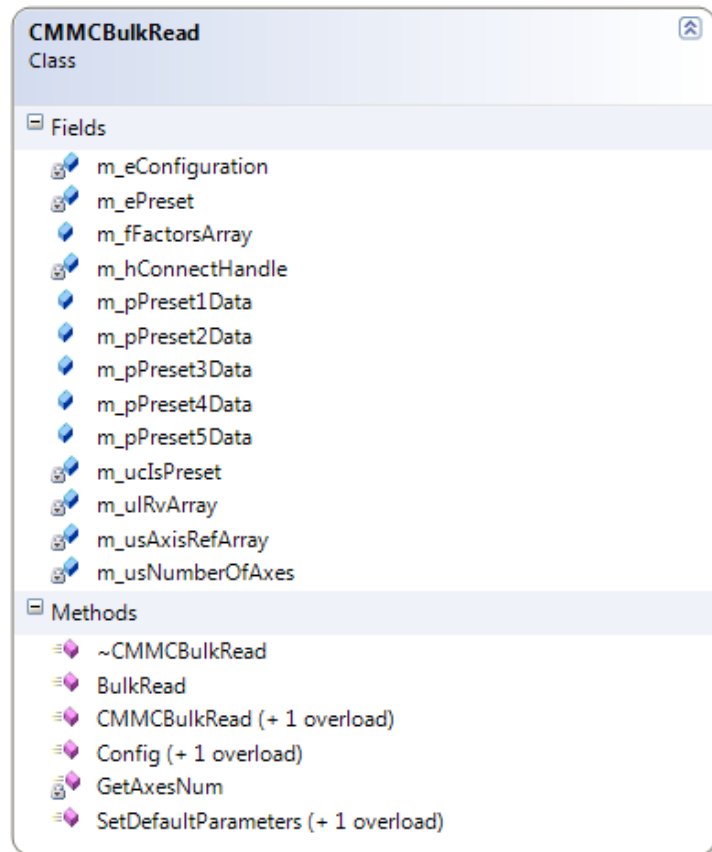 CMMCBulkRead
Class
Fields
m_eConfiguration
m_ePreset
m_fFactorsArray
m_hConnectHandle
m_pPreset1Data
m_pPreset2Data
m_pPreset3Data
m_pPreset4Data
m_pPreset5Data
m_ucIsPreset
m_ulRvArray
m_usAxisRefArray
m_usNumberOfAxes
Methods
~CMMCBulkRead
BulkRead
CMMCBulkRead (+ 1 overload)
Config (+ 1 overload)
GetAxesNum
SetDefaultParameters (+ 1 overload)